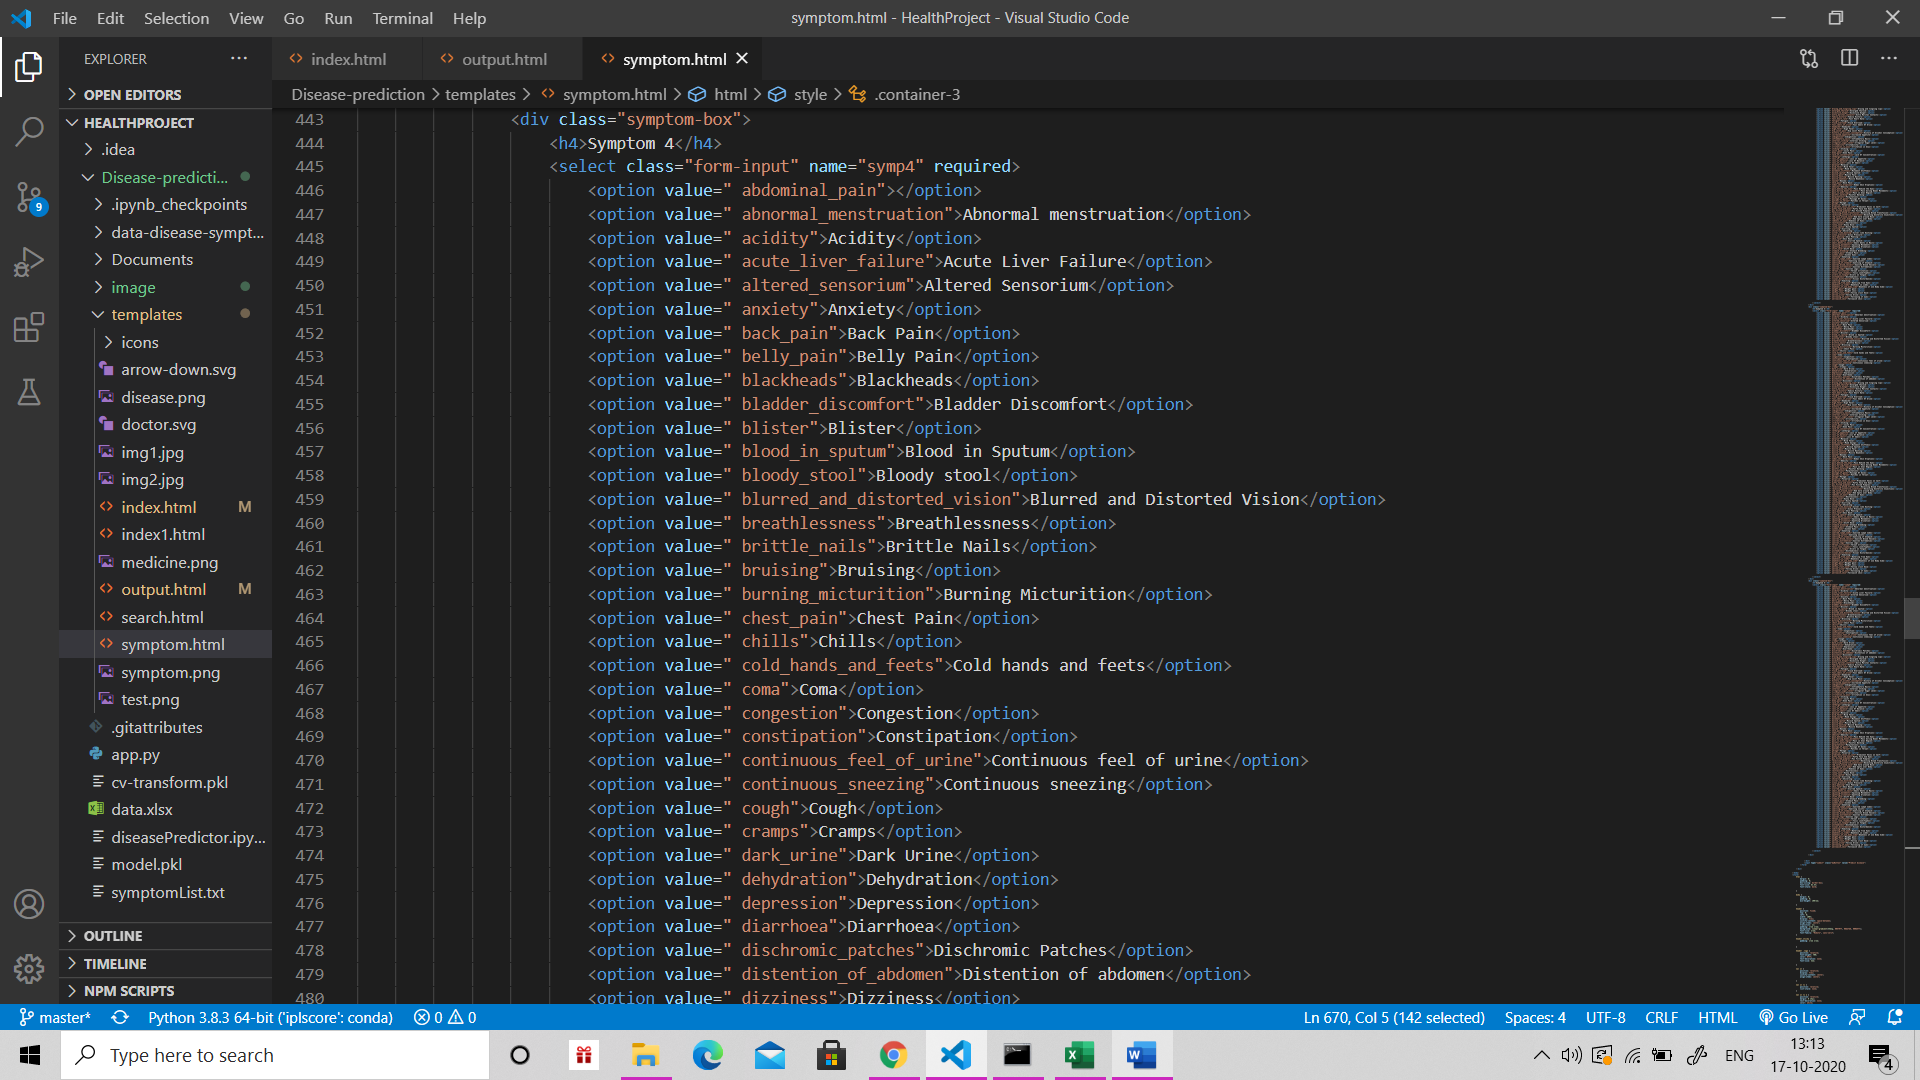 File Edit Selection View Go Run Terminal Help
symptom.html - HealthProject - Visual Studio Code
EXPLORER
index.html
output.html
symptom.html
OPEN EDITORS
Disease-prediction > templates > symptom.html > html > style > .container-3
HEALTHPROJECT
.idea
Disease-predicti...
.ipynb_checkpoints
data-disease-sympt...
Documents
image
templates
icons
arrow-down.svg
disease.png
doctor.svg
img1.jpg
img2.jpg
index.html M
index1.html
medicine.png
output.html M
search.html
symptom.html
symptom.png
test.png
.gitattributes
app.py
cv-transform.pkl
data.xlsx
diseasePredictor.ipy...
model.pkl
symptomList.txt
OUTLINE
TIMELINE
NPM SCRIPTS
9
443 <div class="symptom-box">
444 <h4>Symptom 4</h4>
445 <select class="form-input" name="symp4" required>
446 <option value=" abdominal_pain"></option>
447 <option value=" abnormal_menstruation">Abnormal menstruation</option>
448 <option value=" acidity">Acidity</option>
449 <option value=" acute_liver_failure">Acute Liver Failure</option>
450 <option value=" altered_sensorium">Altered Sensorium</option>
451 <option value=" anxiety">Anxiety</option>
452 <option value=" back_pain">Back Pain</option>
453 <option value=" belly_pain">Belly Pain</option>
454 <option value=" blackheads">Blackheads</option>
455 <option value=" bladder_discomfort">Bladder Discomfort</option>
456 <option value=" blister">Blister</option>
457 <option value=" blood_in_sputum">Blood in Sputum</option>
458 <option value=" bloody_stool">Bloody stool</option>
459 <option value=" blurred_and_distorted_vision">Blurred and Distorted Vision</option>
460 <option value=" breathlessness">Breathlessness</option>
461 <option value=" brittle_nails">Brittle Nails</option>
462 <option value=" bruising">Bruising</option>
463 <option value=" burning_micturition">Burning Micturition</option>
464 <option value=" chest_pain">Chest Pain</option>
465 <option value=" chills">Chills</option>
466 <option value=" cold_hands_and_feets">Cold hands and feets</option>
467 <option value=" coma">Coma</option>
468 <option value=" congestion">Congestion</option>
469 <option value=" constipation">Constipation</option>
470 <option value=" continuous_feel_of_urine">Continuous feel of urine</option>
471 <option value=" continuous_sneezing">Continuous sneezing</option>
472 <option value=" cough">Cough</option>
473 <option value=" cramps">Cramps</option>
474 <option value=" dark_urine">Dark Urine</option>
475 <option value=" dehydration">Dehydration</option>
476 <option value=" depression">Depression</option>
477 <option value=" diarrhoea">Diarrhoea</option>
478 <option value=" dischromic_patches">Dischromic Patches</option>
479 <option value=" distention_of_abdomen">Distention of abdomen</option>
480 <option value=" dizziness">Dizziness</option>
master* Python 3.8.3 64-bit ('iplscore': conda) 0 0 Ln 670, Col 5 (142 selected) Spaces: 4 UTF-8 CRLF HTML Go Live
Type here to search
ENG
13:13
17-10-2020
4